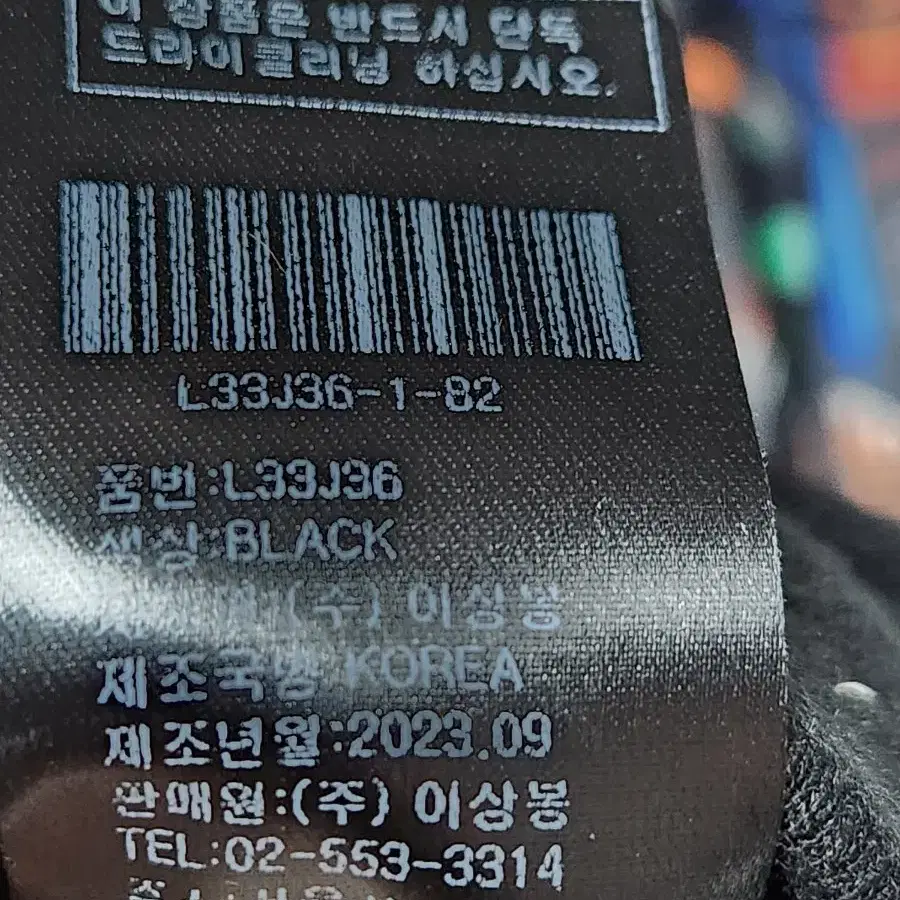 이 상품은 반드시 단독
드라이클리닝 하십시오.
L33J36-1-82
품번:L33J36
색상:BLACK
(주) 이상봉
제조국명 KOREA
제조년월:2023.09
판매원:(주) 이상봉
TEL:02-553-3314